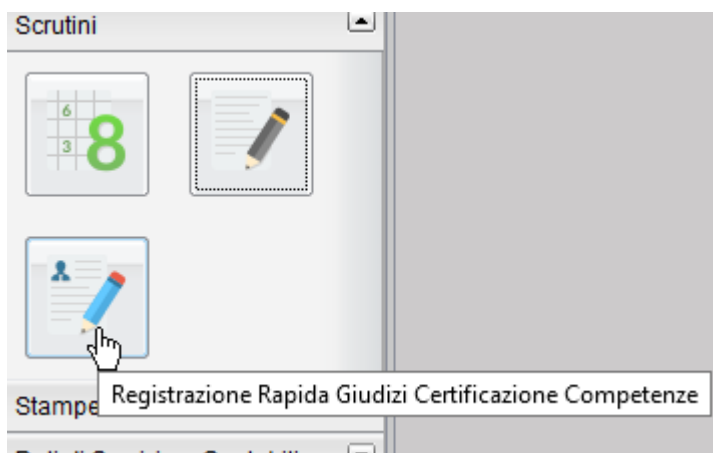 Scrutini
6
8
3
Registrazione Rapida Giudizi Certificazione Competenze
Stampe